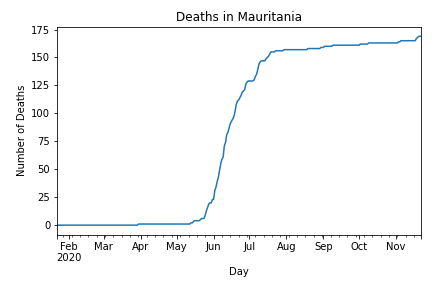 Deaths in Mauritania
175
150
125
100
75
50
25
0
Number of Deaths
Feb Mar Apr May Jun Jul Aug Sep Oct Nov
2020
Day